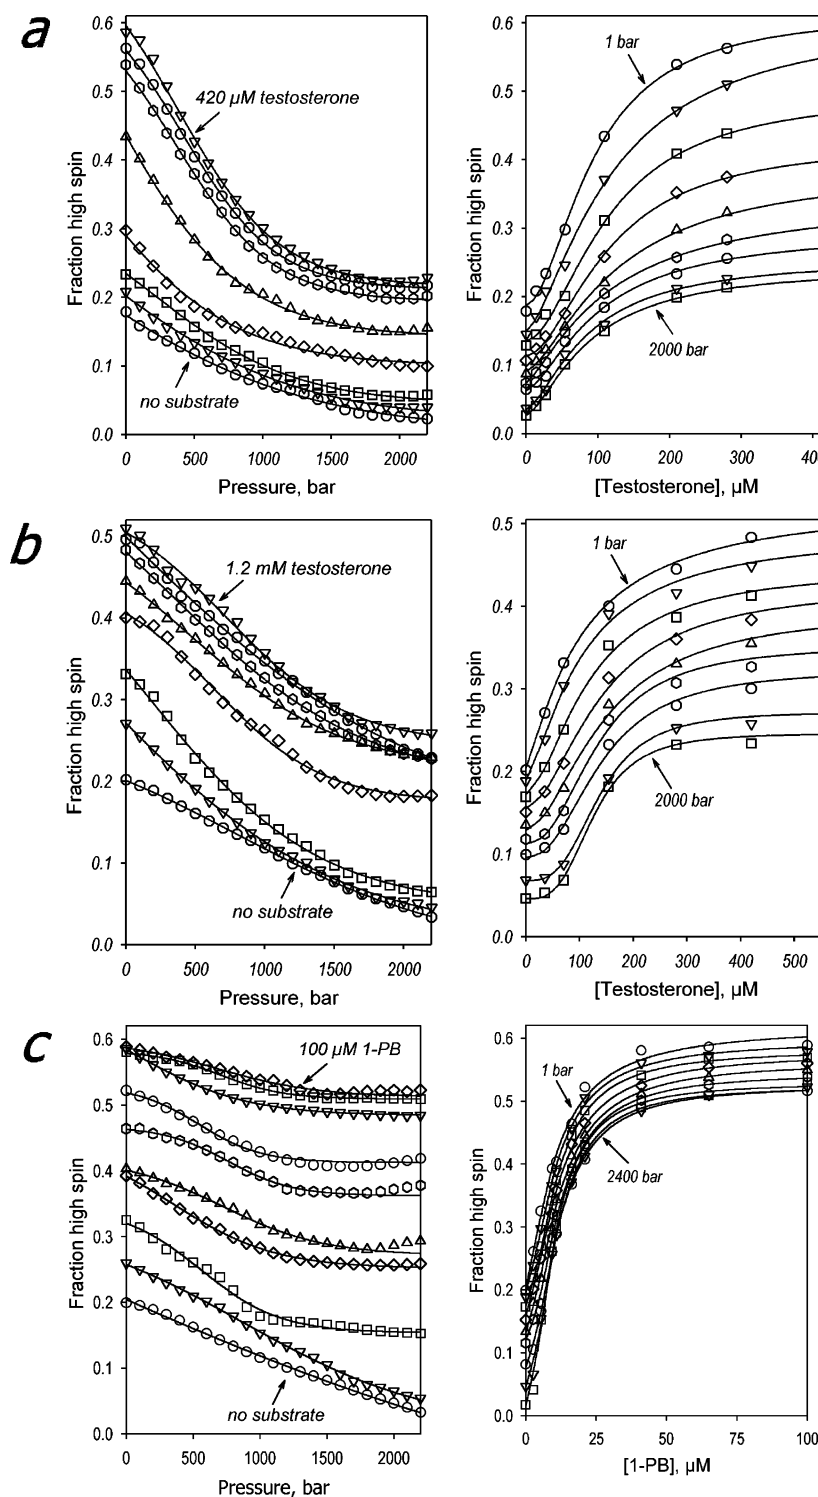 a
0.6
0.5
0.4
0.3
0.2
0.1
0.0
Fraction high spin
420 µM testosterone
no substrate
0 500 1000 1500 2000
Pressure, bar
Fraction high spin
0.6
0.5
0.4
0.3
0.2
0.1
0.0
1 bar
2000 bar
0 100 200 300 400
[Testosterone], µM
b
0.5
0.4
0.3
0.2
0.1
0.0
Fraction high spin
1.2 mM testosterone
no substrate
0 500 1000 1500 2000
Pressure, bar
Fraction high spin
0.5
0.4
0.3
0.2
0.1
0.0
1 bar
2000 bar
0 100 200 300 400 500
[Testosterone], µM
c
0.6
0.5
0.4
0.3
0.2
0.1
0.0
Fraction high spin
100 µM 1-PB
no substrate
0 500 1000 1500 2000
Pressure, bar
Fraction high spin
0.6
0.5
0.4
0.3
0.2
0.1
0.0
1 bar
2400 bar
0 25 50 75 100
[1-PB], µM